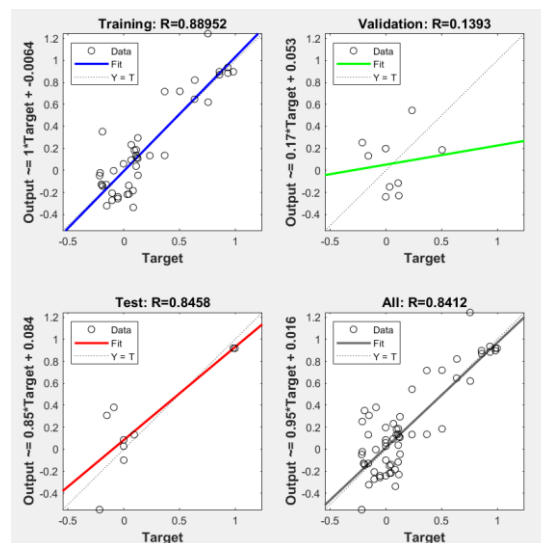 Training: R=0.88952
Output ~= 1*Target + -0.0064
1.2
1
0.8
0.6
0.4
0.2
0
-0.2
-0.4
Data
Fit
Y = T
-0.5 0 0.5 1
Target
Validation: R=0.1393
Output ~= 0.17*Target + 0.053
1.2
1
0.8
0.6
0.4
0.2
0
-0.2
-0.4
Data
Fit
Y = T
-0.5 0 0.5 1
Target
Test: R=0.8458
Output ~= 0.85*Target + 0.084
1.2
1
0.8
0.6
0.4
0.2
0
-0.2
-0.4
Data
Fit
Y = T
-0.5 0 0.5 1
Target
All: R=0.8412
Output ~= 0.95*Target + 0.016
1.2
1
0.8
0.6
0.4
0.2
0
-0.2
-0.4
Data
Fit
Y = T
-0.5 0 0.5 1
Target